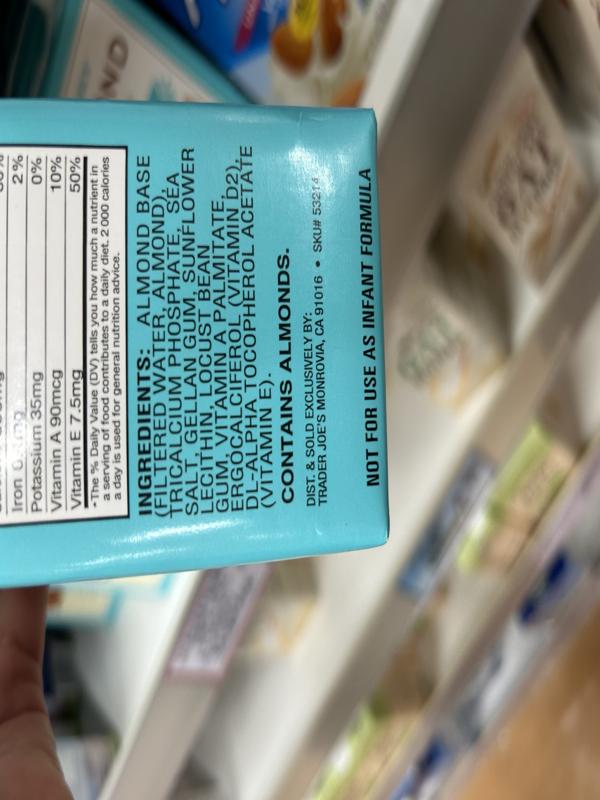 2%
Iron
Potassium 35mg 0%
Vitamin A 90mcg 10%
Vitamin E 7.5mg 50%
*The % Daily Value (DV) tells you how much a nutrient in
a serving of food contributes to a daily diet. 2000 calories
a day is used for general nutrition advice.
INGREDIENTS: ALMOND BASE
(FILTERED WATER, ALMOND),
TRICALCIUM PHOSPHATE, SEA
SALT, GELLAN GUM, SUNFLOWER
LECITHIN, LOCUST BEAN
GUM, VITAMIN A PALMITATE,
ERGOCALCIFEROL (VITAMIN D2),
DL-ALPHA TOCOPHEROL ACETATE
(VITAMIN E).
CONTAINS ALMONDS.
DIST. & SOLD EXCLUSIVELY BY:
TRADER JOE'S MONROVIA, CA 91016 • SKU# 53214
NOT FOR USE AS INFANT FORMULA